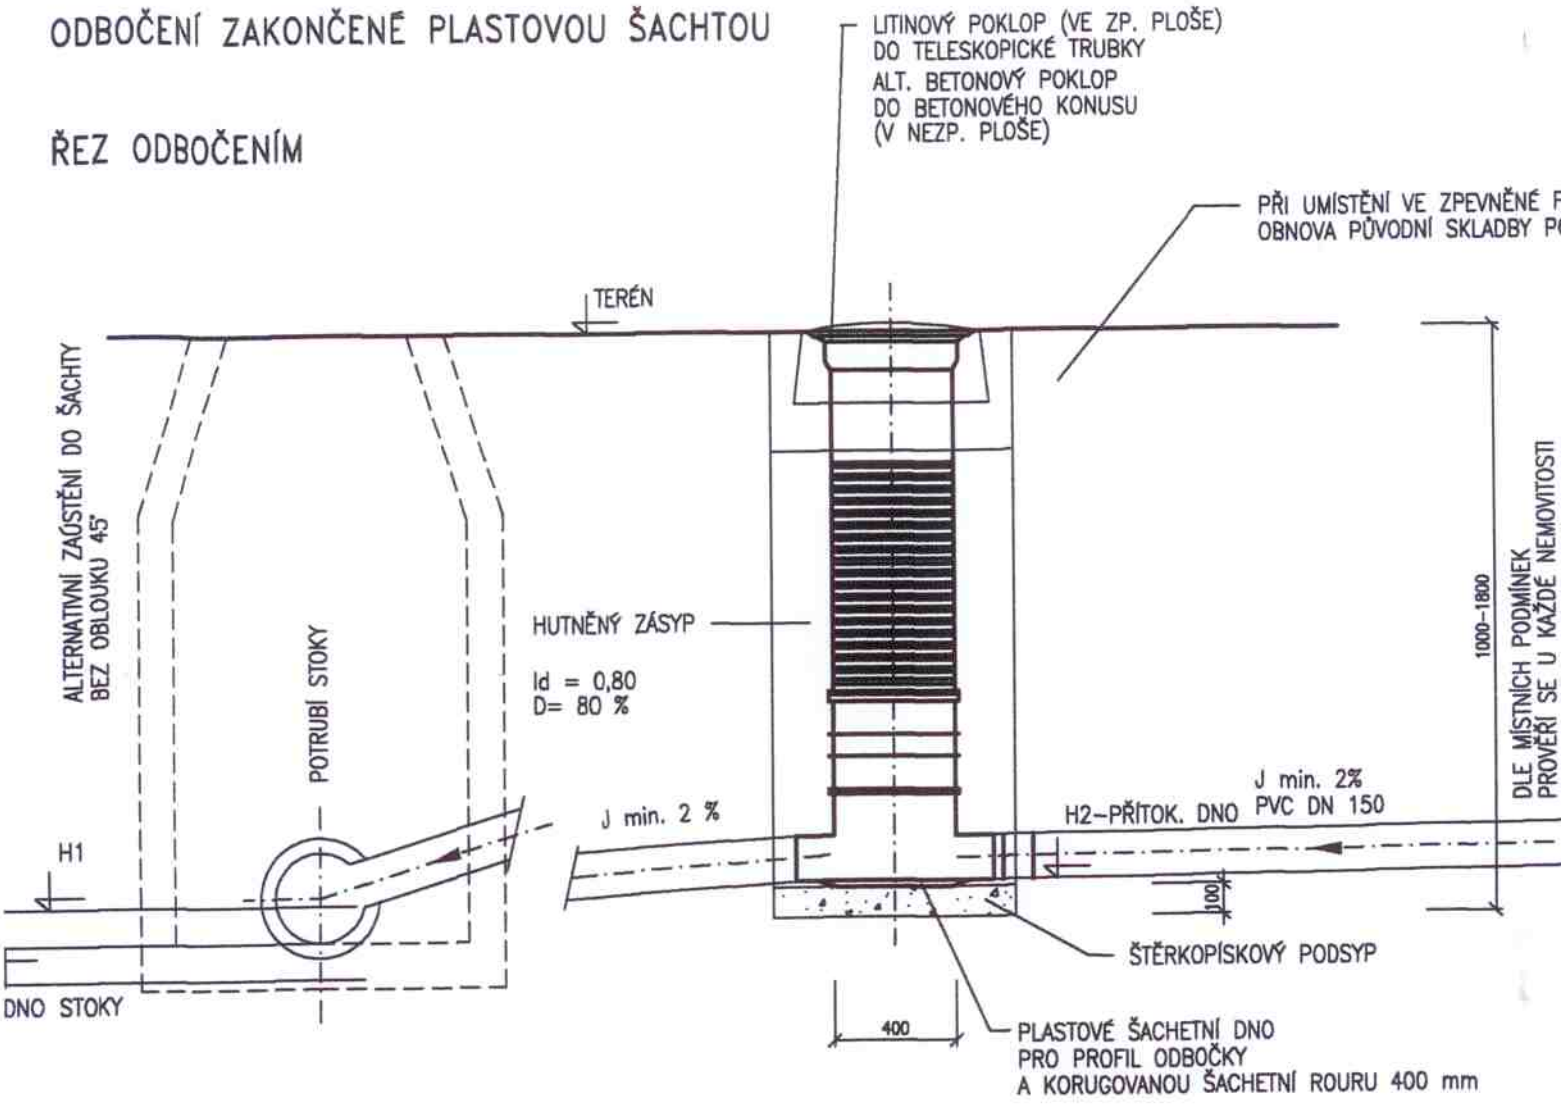 ODBOČENÍ ZAKONČENÉ PLASTOVOU ŠACHTOU
ŘEZ ODBOČENÍM
LITINOVÝ POKLOP (VE ZP. PLOŠE)
DO TELESKOPICKÉ TRUBKY
ALT. BETONOVÝ POKLOP
DO BETONOVÉHO KONUSU
(V NEZP. PLOŠE)
PŘI UMÍSTĚNÍ VE ZPEVNĚNÉ
OBNOVA PŮVODNÍ SKLADBY
TERÉN
ALTERNATIVNÍ ZAÚSTĚNÍ DO ŠACHTY
BEZ OBLOUKU 45°
POTRUBÍ STOKY
HUTNĚNÝ ZÁSYP
Id = 0,80
D= 80 %
1000-1800
DLE MÍSTNÍCH PODMÍNEK
PROVĚŘÍ SE U KAŽDÉ NEMOVITOSTI
J min. 2 %
J min. 2%
H2-PŘÍTOK. DNO
PVC DN 150
H1
100
ŠTĚRKOPÍSKOVÝ PODSYP
DNO STOKY
400
PLASTOVÉ ŠACHETNÍ DNO
PRO PROFIL ODBOČKY
A KORUGOVANOU ŠACHETNÍ ROURU 400 mm